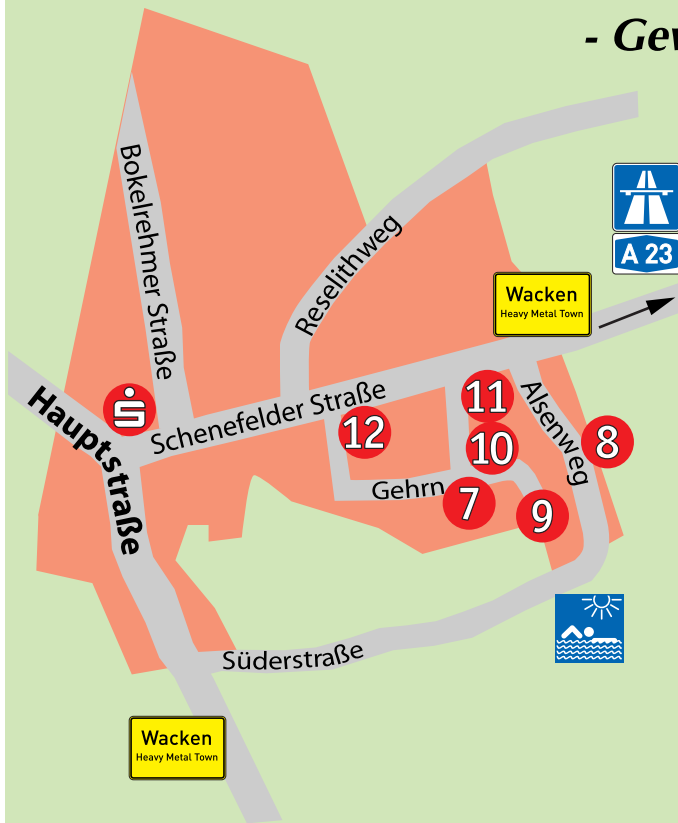 - Gew
Bokelrehmer Straße
Reselithweg
A 23
Wacken
Heavy Metal Town
Hauptstraße
Schenefelder Straße
11
12
Alsenweg
10
8
Gehrn
7
9
Süderstraße
Wacken
Heavy Metal Town